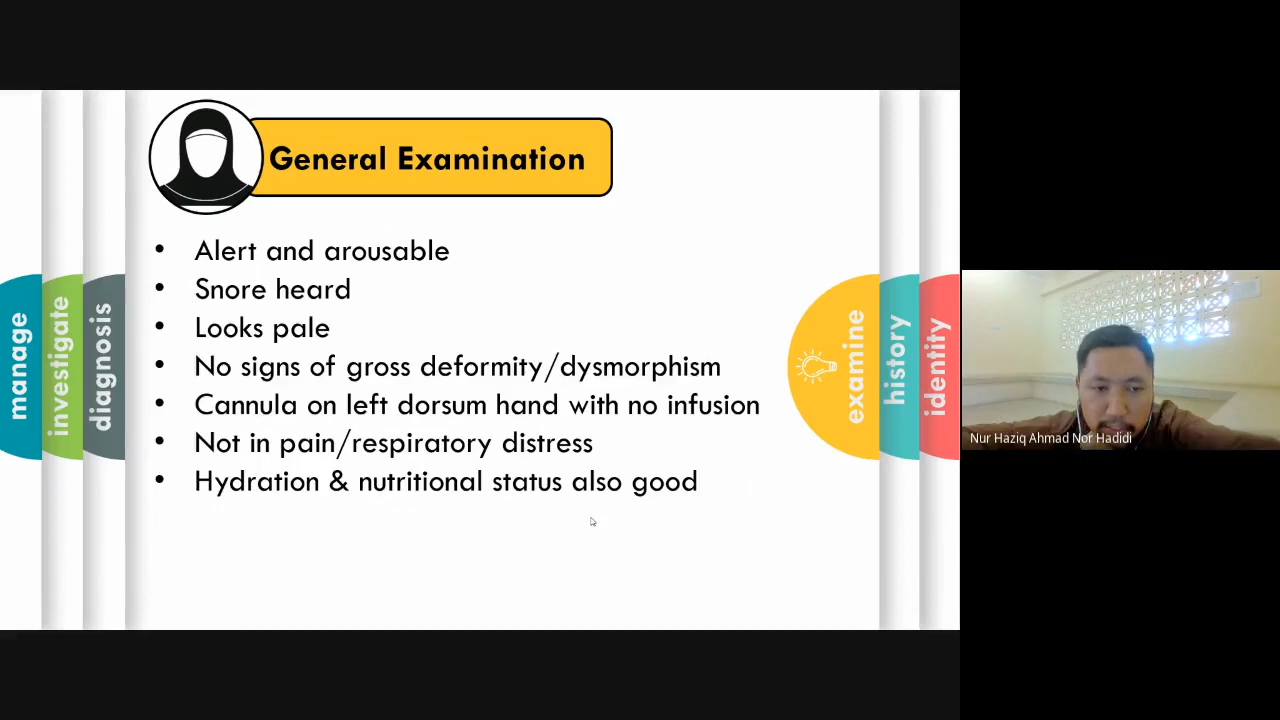 General Examination
• Alert and arousable
• Snore heard
• Looks pale
• No signs of gross deformity/dysmorphism
• Cannula on left dorsum hand with no infusion
• Not in pain/respiratory distress
• Hydration & nutritional status also good
manage
investigate
diagnosis
examine
history
identity
Nur Haziq Ahmad Nor Hadidi